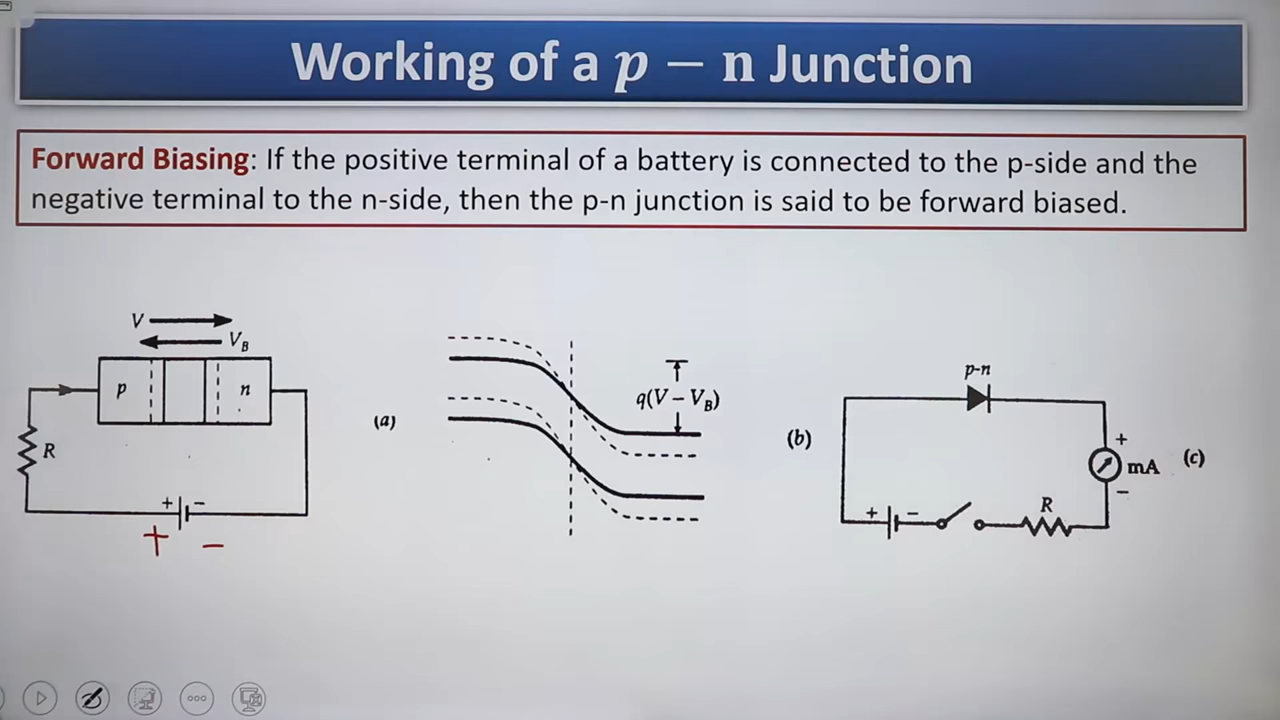 Working of a p − n Junction
Forward Biasing: If the positive terminal of a battery is connected to the p-side and the
negative terminal to the n-side, then the p-n junction is said to be forward biased.
V
V_B
p
n
R
+ −
+ −
(a)
q(V − V_B)
(b)
p-n
+
mA
−
(c)
R
+ −